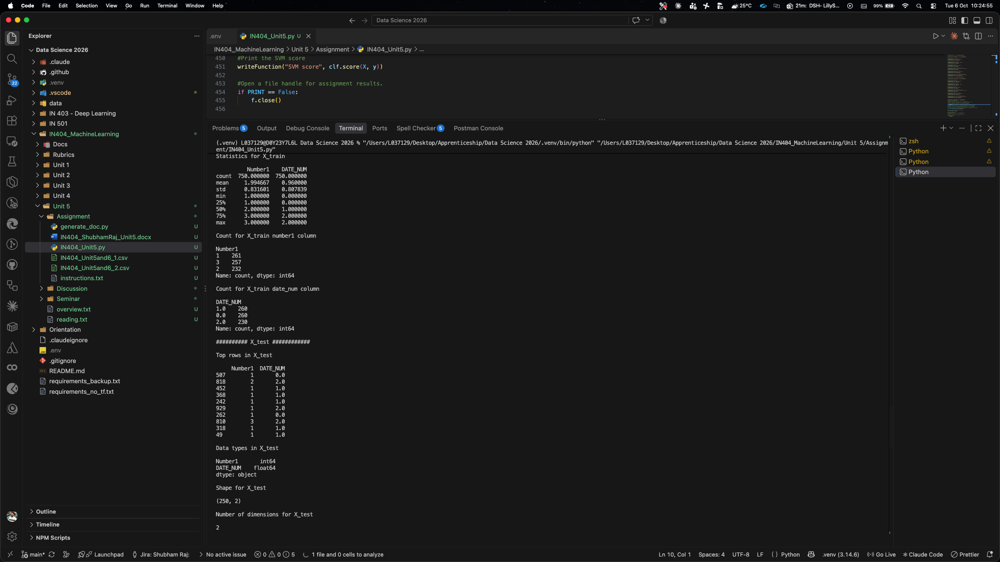 Code File Edit Selection View Go Run Terminal Window Help
25°C 21m: DSH- LillyS... 99% Tue 6 Oct 10:24:55
Data Science 2026
Explorer
Data Science 2026
.claude
.github
.venv
.vscode
data
IN 403 - Deep Learning
IN 501
IN404_MachineLearning
Docs
Rubrics
Unit 1
Unit 2
Unit 3
Unit 4
Unit 5
Assignment
generate_doc.py U
IN404_ShubhamRaj_Unit5.docx U
IN404_Unit5.py U
IN404_Unit5and6_1.csv U
IN404_Unit5and6_2.csv U
instructions.txt U
Discussion
Seminar
overview.txt U
reading.txt U
Orientation
.claudeignore
.env
.gitignore
README.md
requirements_backup.txt
requirements_no_tf.txt
Outline
Timeline
NPM Scripts
22
.env IN404_Unit5.py U
IN404_MachineLearning > Unit 5 > Assignment > IN404_Unit5.py > ...
450 #Print the SVM score
451 writeFunction("SVM score", clf.score(X, y))
452
453 #Open a file handle for assignment results.
454 if PRINT == False:
455 f.close()
456
Problems 5 Output Debug Console Terminal Ports Spell Checker 5 Postman Console
(.venv) L037129@D0Y23Y7L6L Data Science 2026 % "/Users/L037129/Desktop/Apprenticeship/Data Science 2026/.venv/bin/python" "/Users/L037129/Desktop/Apprenticeship/Data Science 2026/IN404_MachineLearning/Unit 5/Assignm
ent/IN404_Unit5.py"
Statistics for X_train
Number1 DATE_NUM
count 750.000000 750.000000
mean 1.994667 0.960000
std 0.831601 0.807839
min 1.000000 0.000000
25% 1.000000 0.000000
50% 2.000000 1.000000
75% 3.000000 2.000000
max 3.000000 2.000000
Count for X_train number1 column
Number1
1 261
3 257
2 232
Name: count, dtype: int64
Count for X_train date_num column
DATE_NUM
1.0 260
0.0 260
2.0 230
Name: count, dtype: int64
########## X_test ############
Top rows in X_test
Number1 DATE_NUM
507 1 0.0
818 2 2.0
452 1 1.0
368 1 1.0
242 1 1.0
929 1 2.0
262 1 0.0
810 3 2.0
318 1 1.0
49 1 1.0
Data types in X_test
Number1 int64
DATE_NUM float64
dtype: object
Shape for X_test
(250, 2)
Number of dimensions for X_test
2
zsh
Python
Python
Python
main* Launchpad Jira: Shubham Raj: > No active issue 0 0 5 1 file and 0 cells to analyze
Ln 10, Col 1 Spaces: 4 UTF-8 LF { } Python .venv (3.14.6) Go Live Claude Code Prettier